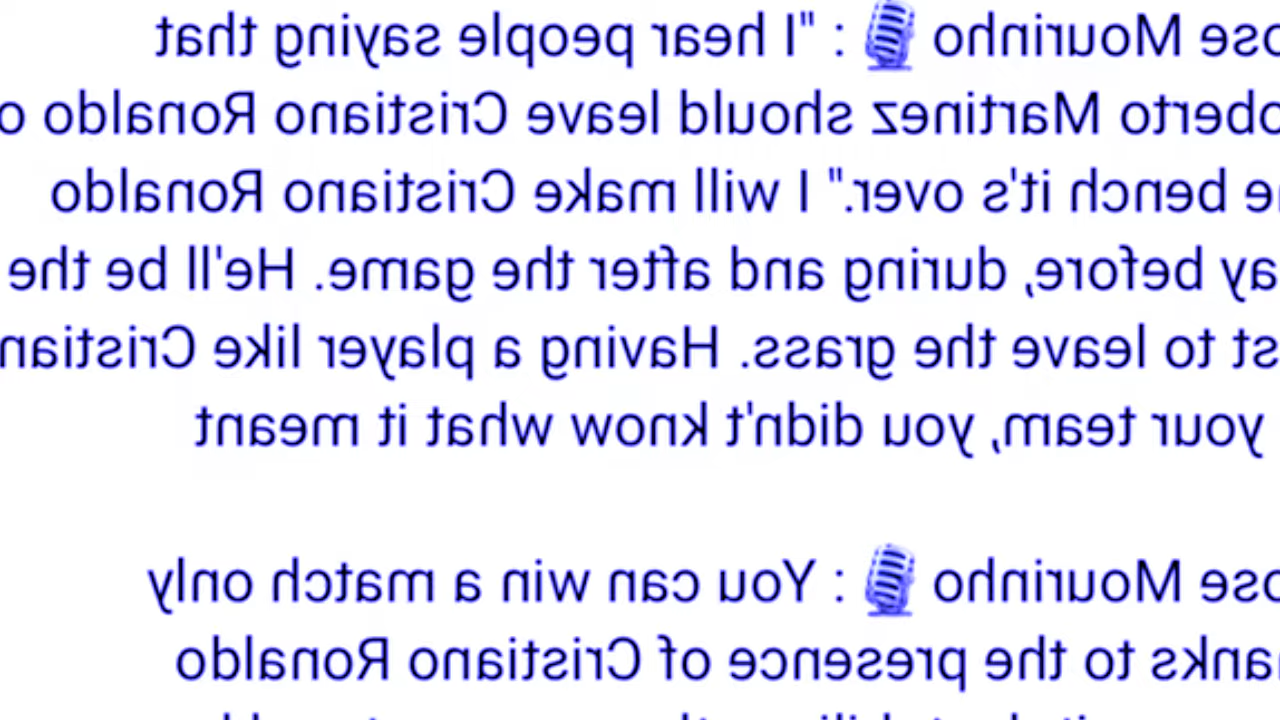 ose Mourinho 🎙 : "I hear people saying that
oberto Martinez should leave Cristiano Ronaldo o
he bench it's over." I will make Cristiano Ronaldo
ay before, during and after the game. He'll be the
st to leave the grass. Having a player like Cristian
your team, you didn't know what it meant
ose Mourinho 🎙 : You can win a match only
hanks to the presence of Cristiano Ronaldo